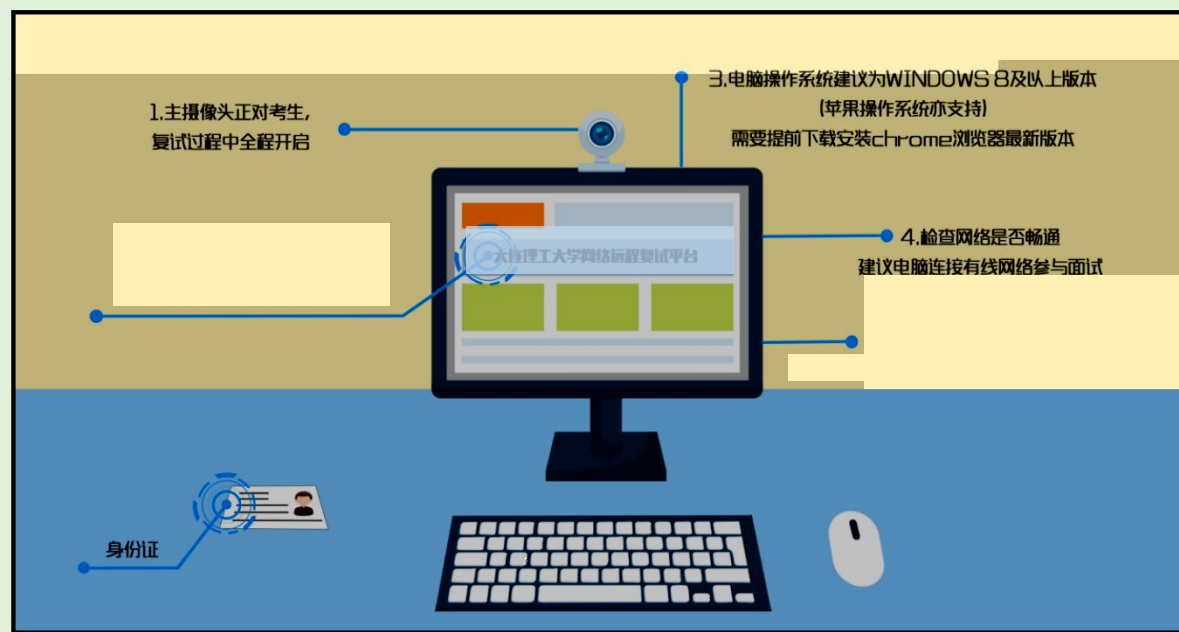 1.主摄像头正对考生,
复试过程中全程开启
3.电脑操作系统建议为WINDOWS 8及以上版本
(苹果操作系统亦支持)
需要提前下载安装chrome浏览器最新版本
大连理工大学网络远程复试平台
4.检查网络是否畅通
建议电脑连接有线网络参与面试
身份证